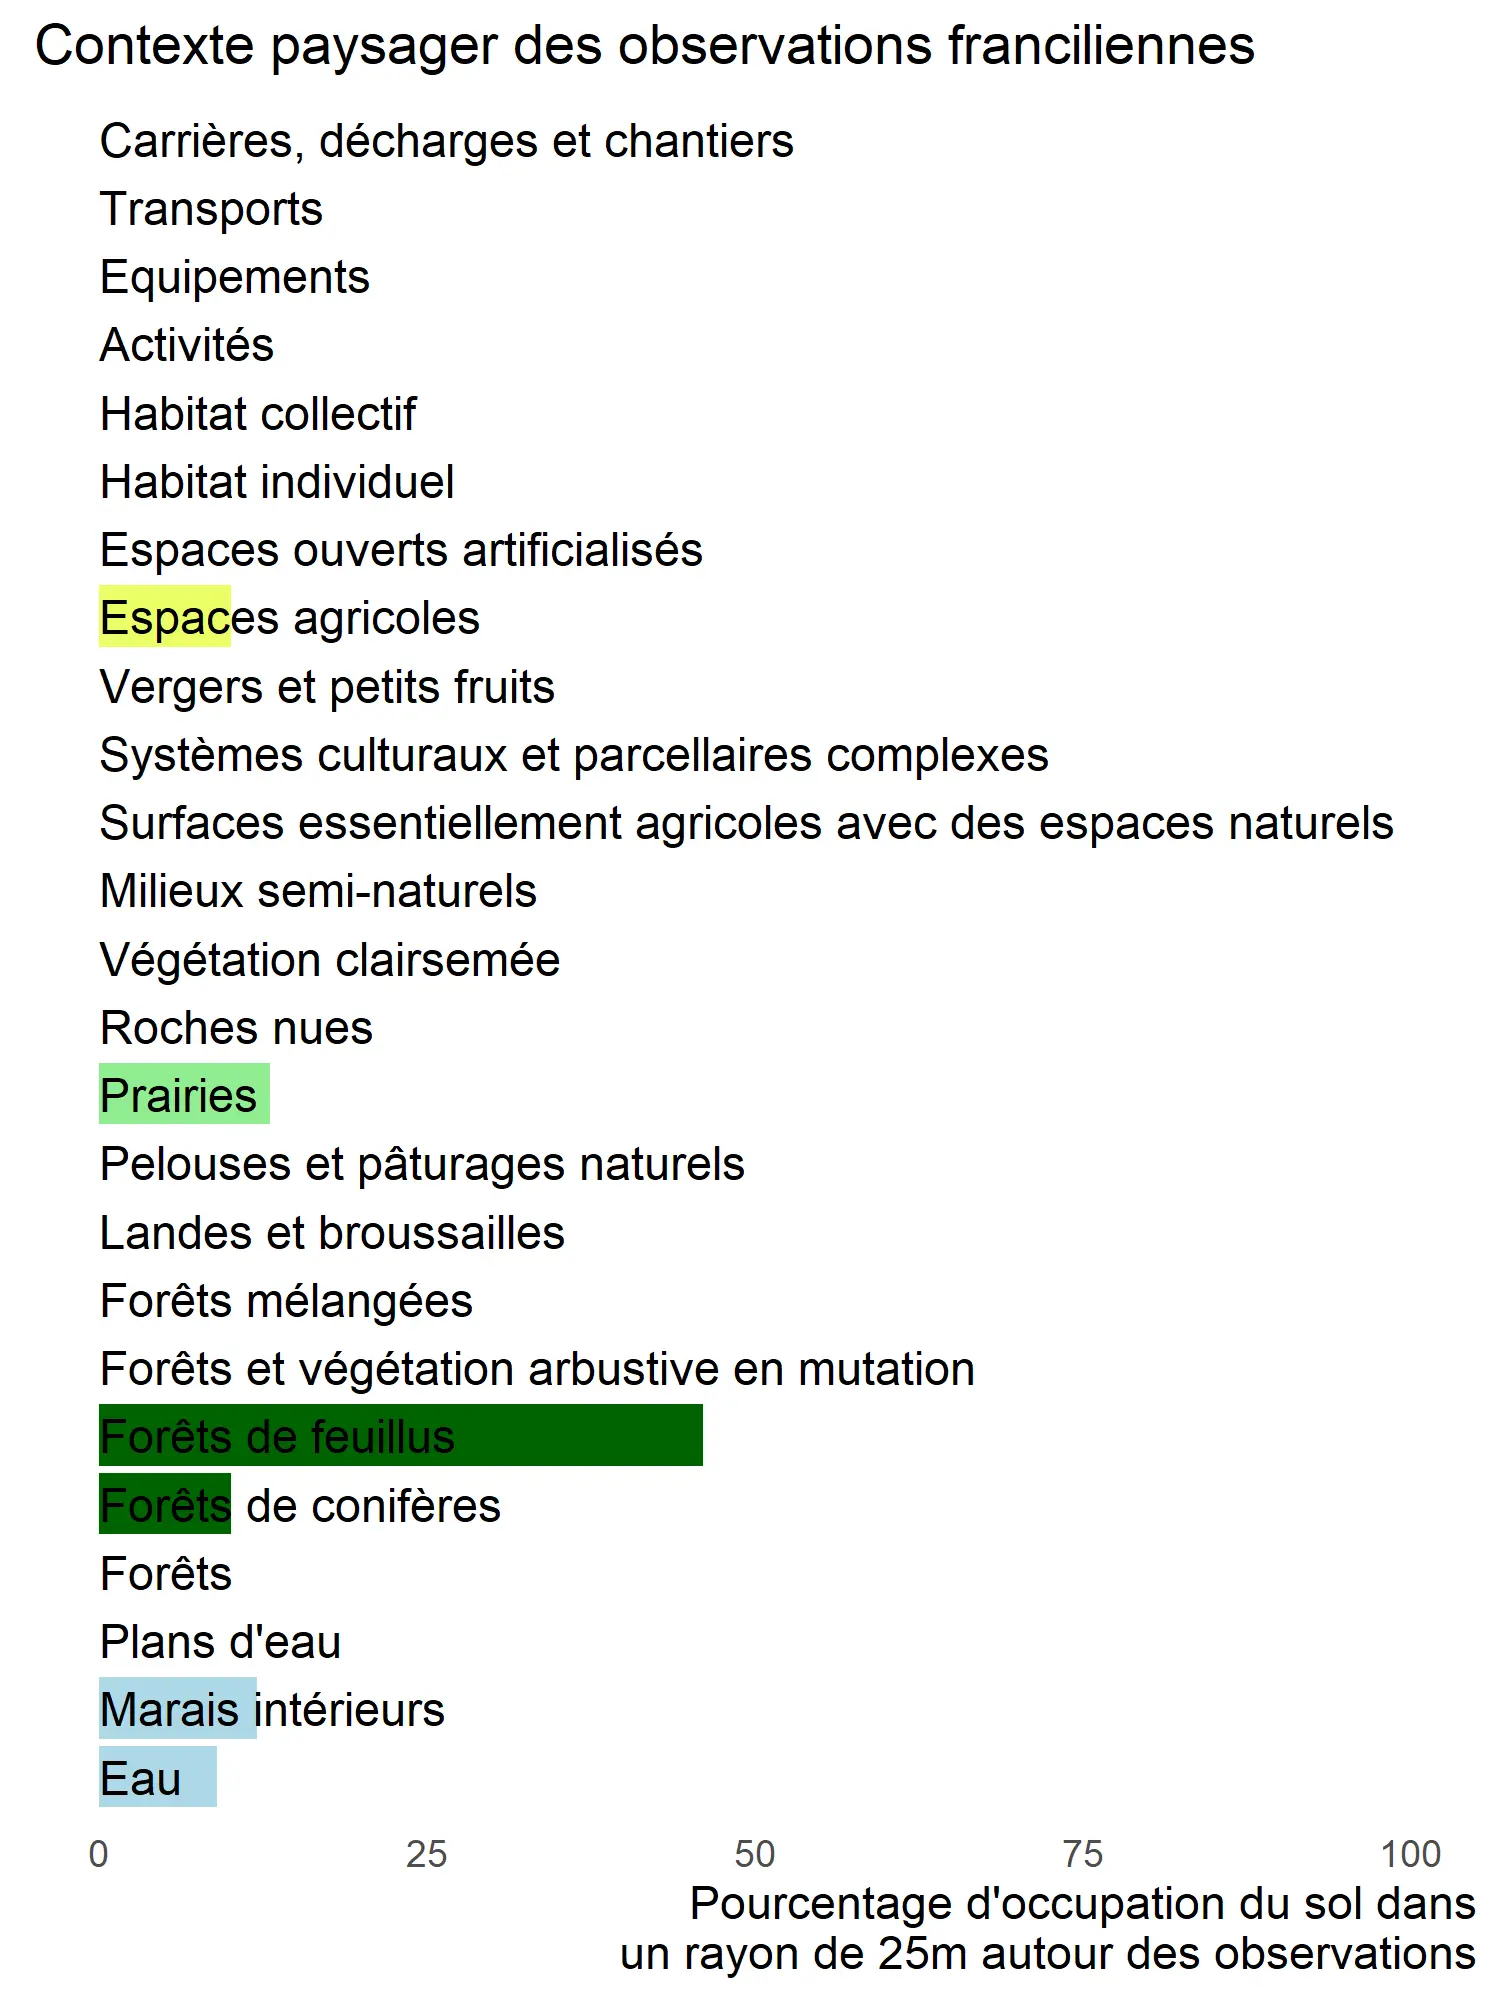 Contexte paysager des observations franciliennes
Carrières, décharges et chantiers
Transports
Equipements
Activités
Habitat collectif
Habitat individuel
Espaces ouverts artificialisés
Espaces agricoles
Vergers et petits fruits
Systèmes culturaux et parcellaires complexes
Surfaces essentiellement agricoles avec des espaces naturels
Milieux semi-naturels
Végétation clairsemée
Roches nues
Prairies
Pelouses et pâturages naturels
Landes et broussailles
Forêts mélangées
Forêts et végétation arbustive en mutation
Forêts de feuillus
Forêts de conifères
Forêts
Plans d'eau
Marais intérieurs
Eau
0 25 50 75 100
Pourcentage d'occupation du sol dans
un rayon de 25m autour des observations